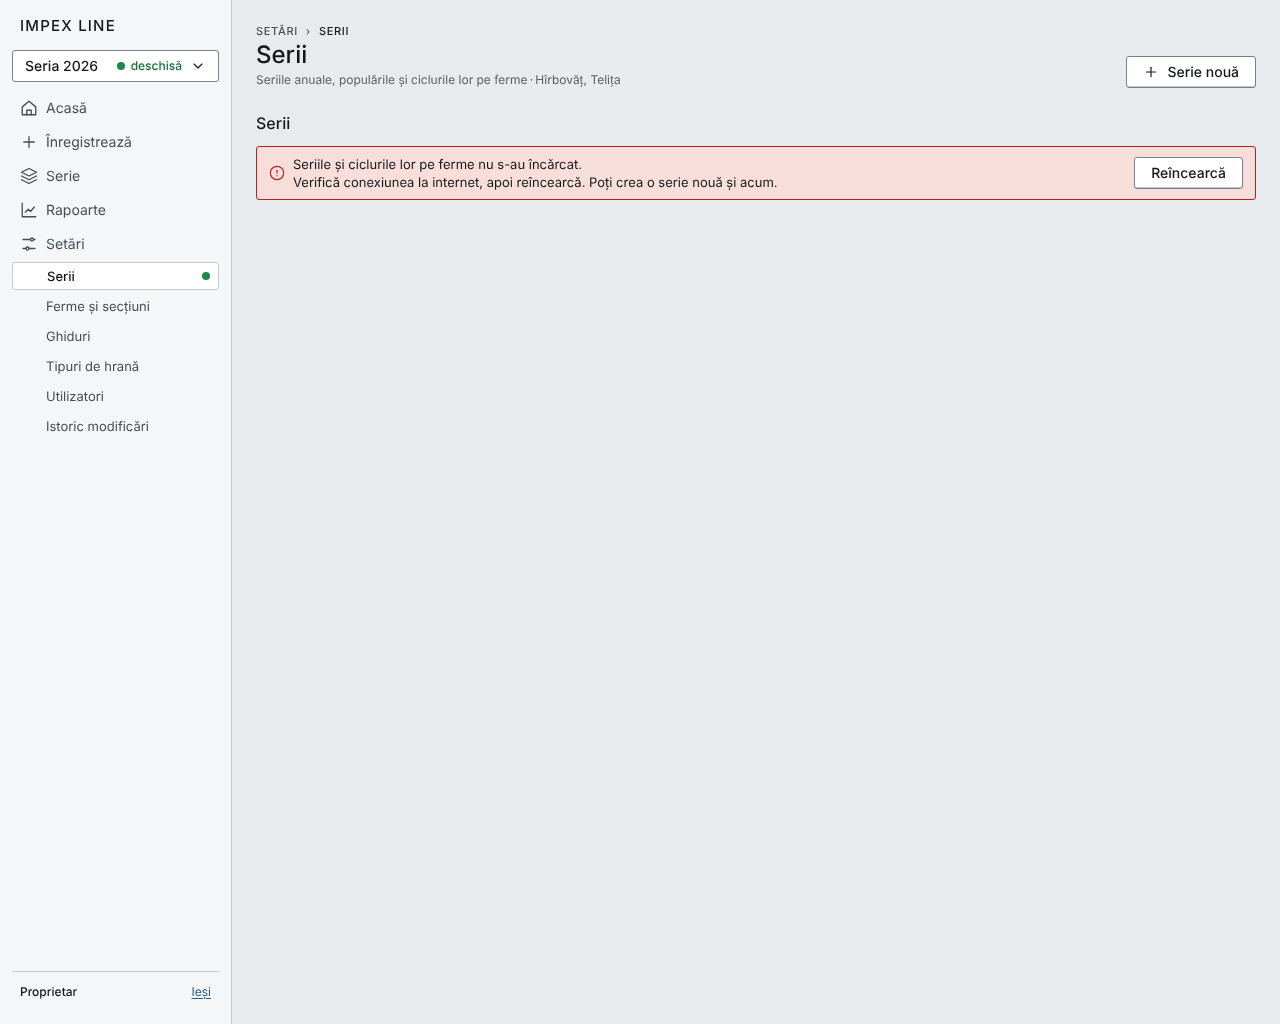 IMPEX LINE
Seria 2026 deschisă
Acasă
Înregistrează
Serie
Rapoarte
Setări
Serii
Ferme și secțiuni
Ghiduri
Tipuri de hrană
Utilizatori
Istoric modificări
Proprietar Ieși
SETĂRI › SERII
Serii
Seriile anuale, populările și ciclurile lor pe ferme · Hîrbovăț, Telița
Serie nouă
Serii
Seriile și ciclurile lor pe ferme nu s-au încărcat.
Verifică conexiunea la internet, apoi reîncearcă. Poți crea o serie nouă și acum.
Reîncearcă